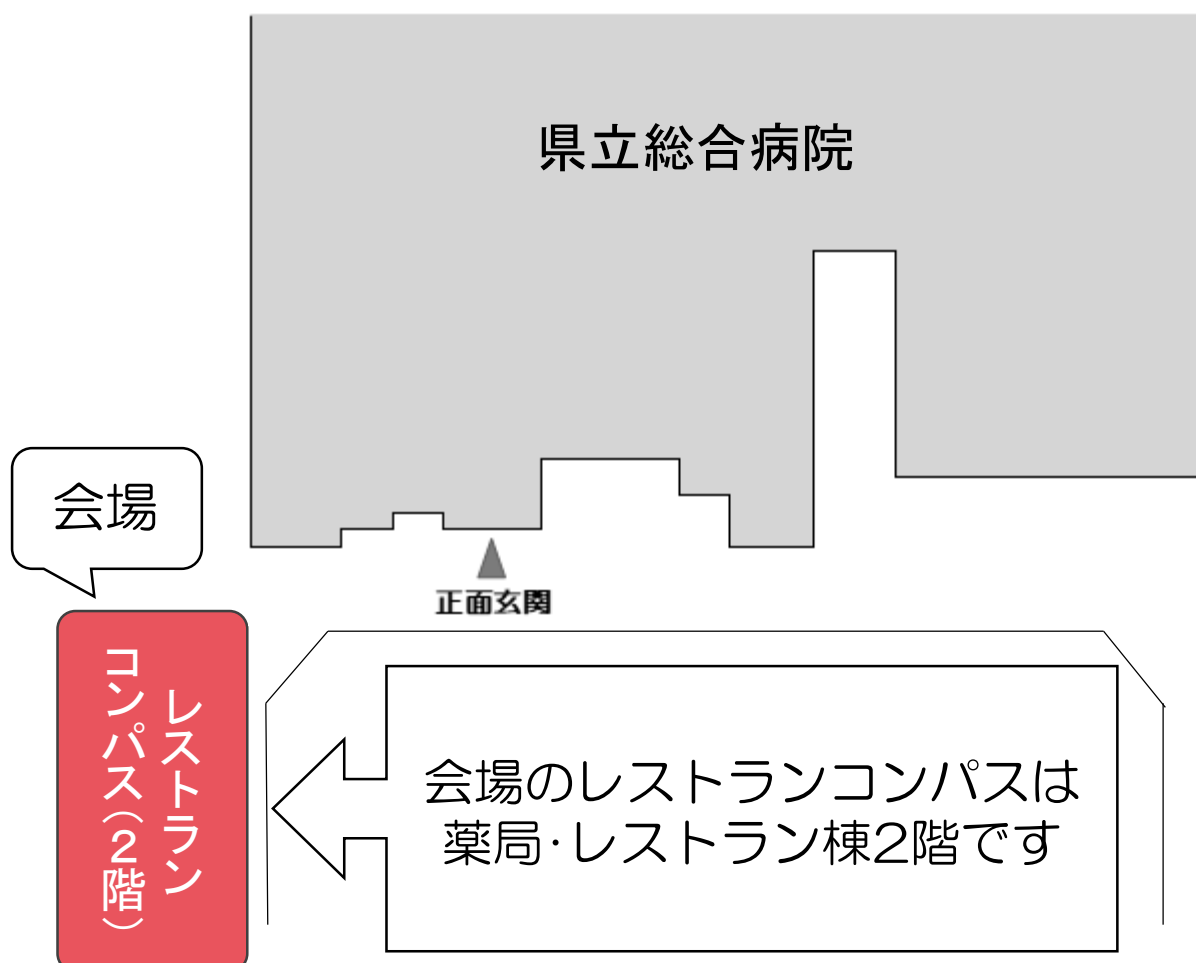 県立総合病院
会場
正面玄関
レストラン
コンパス(2階)
会場のレストランコンパスは
薬局・レストラン棟2階です